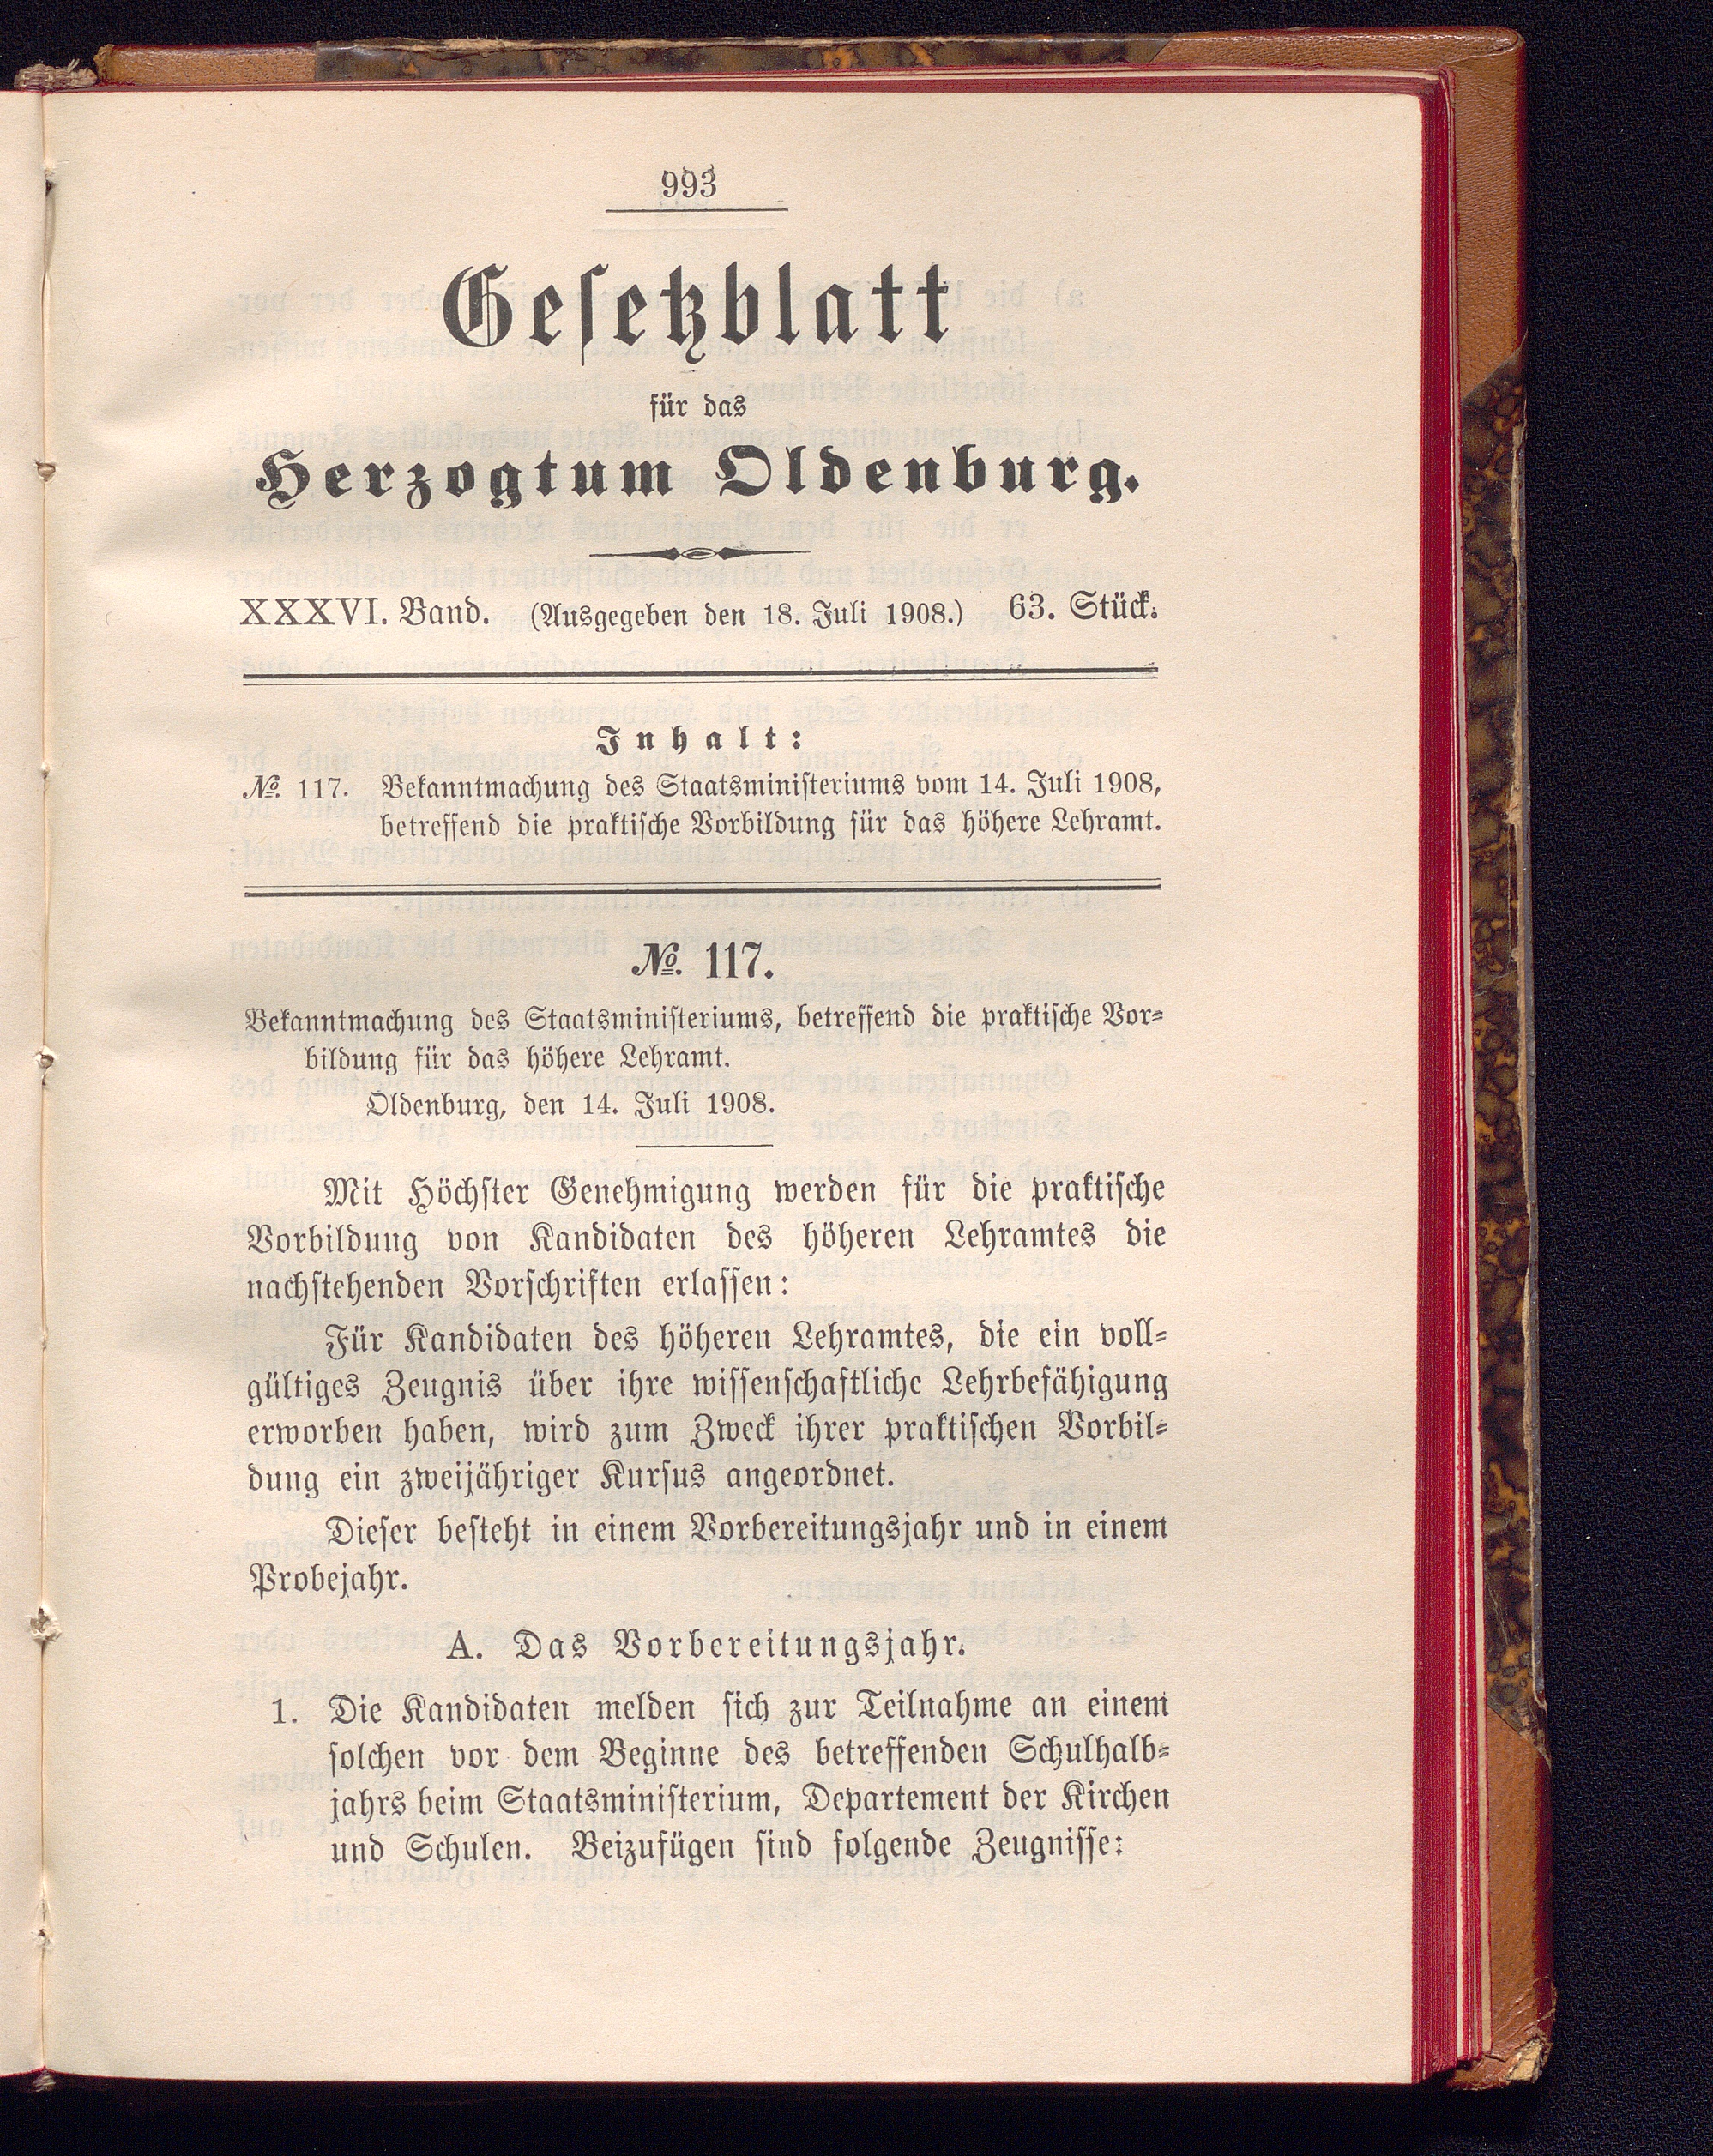 993
Gesetzblatt
für das
Herzogtum Oldenburg.
XXXVI. Band. (Ausgegeben den 18. Juli 1908.) 63. Stück.
Inhalt:
№. 117. Bekanntmachung des Staatsministeriums vom 14. Juli 1908,
betreffend die praktische Vorbildung für das höhere Lehramt.
№. 117.
Bekanntmachung des Staatsministeriums, betreffend die praktische Vor-
bildung für das höhere Lehramt.
Oldenburg, den 14. Juli 1908.
Mit Höchster Genehmigung werden für die praktische
Vorbildung von Kandidaten des höheren Lehramtes die
nachstehenden Vorschriften erlassen:
Für Kandidaten des höheren Lehramtes, die ein voll-
gültiges Zeugnis über ihre wissenschaftliche Lehrbefähigung
erworben haben, wird zum Zweck ihrer praktischen Vorbil-
dung ein zweijähriger Kursus angeordnet.
Dieser besteht in einem Vorbereitungsjahr und in einem
Probejahr.
A. Das Vorbereitungsjahr.
1. Die Kandidaten melden sich zur Teilnahme an einem
solchen vor dem Beginne des betreffenden Schulhalb-
jahrs beim Staatsministerium, Departement der Kirchen
und Schulen. Beizufügen sind folgende Zeugnisse: